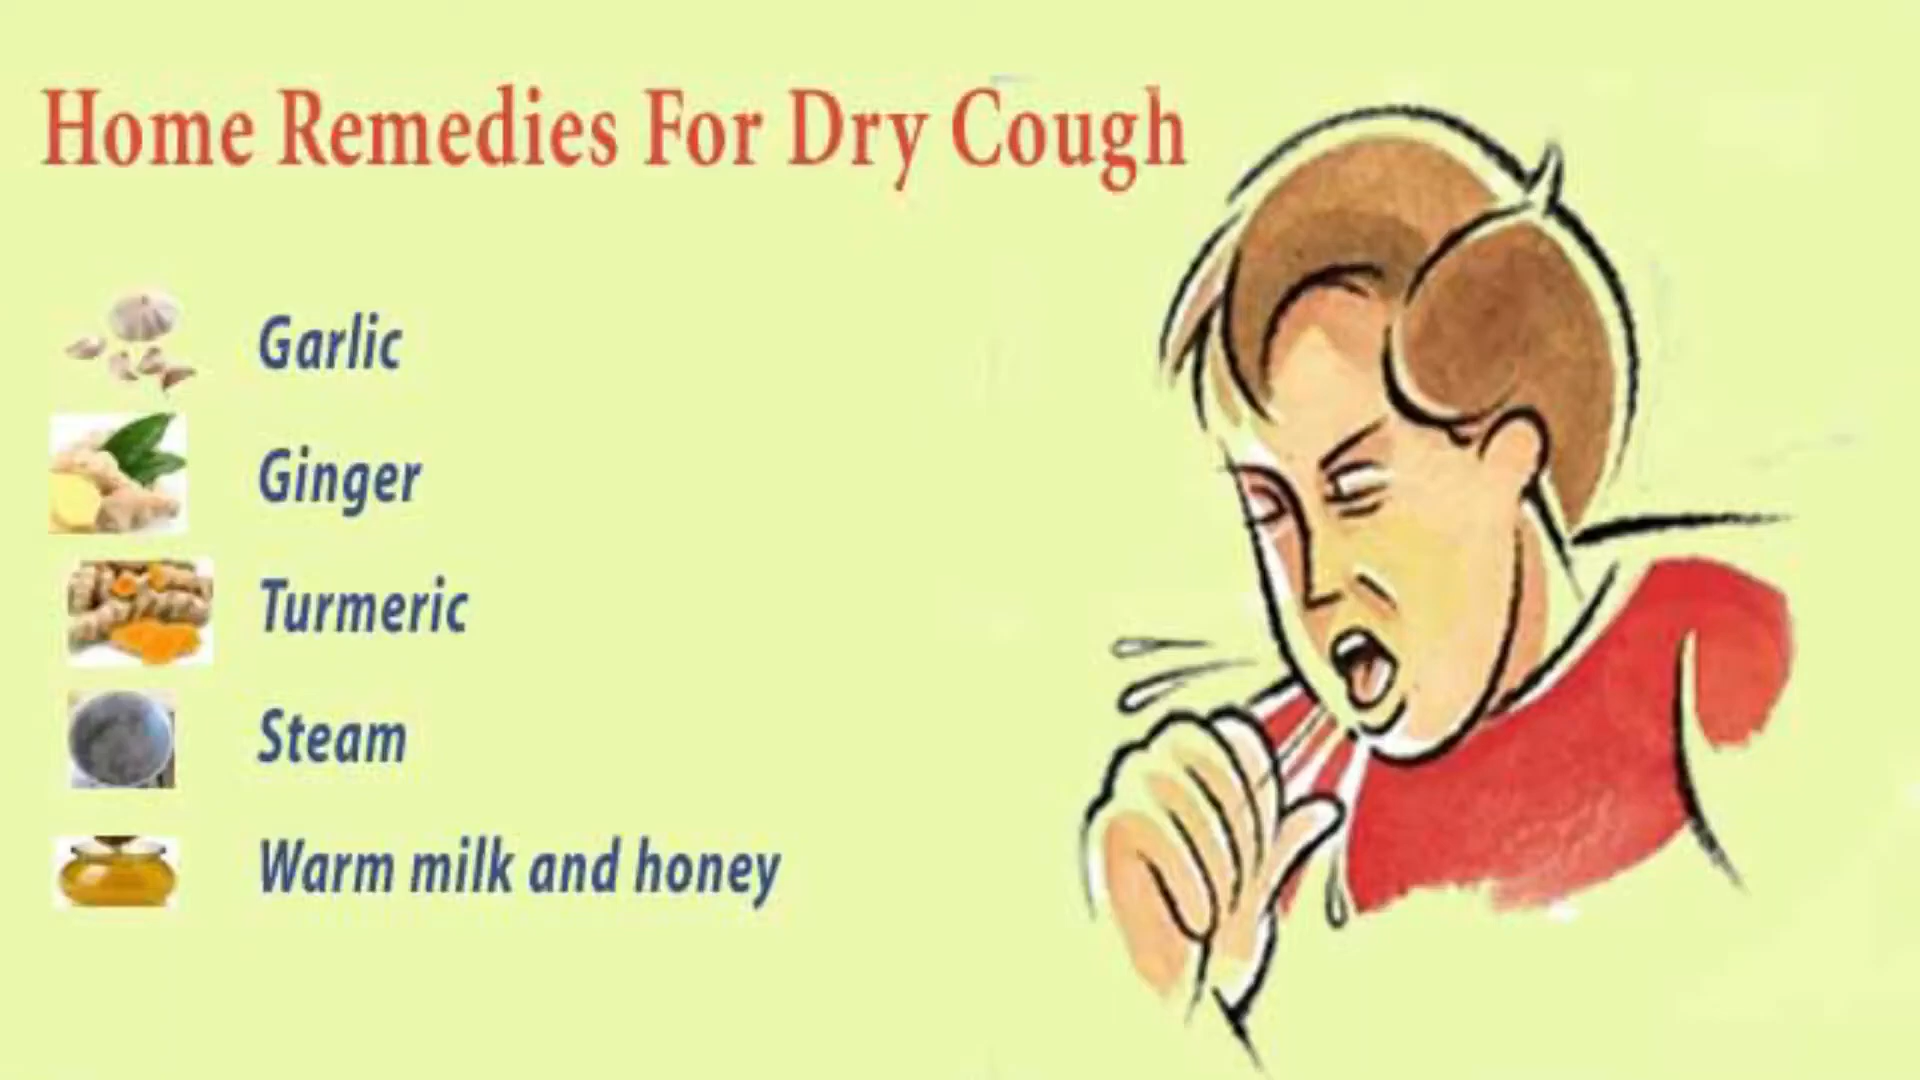 Home Remedies For Dry Cough
Garlic
Ginger
Turmeric
Steam
Warm milk and honey